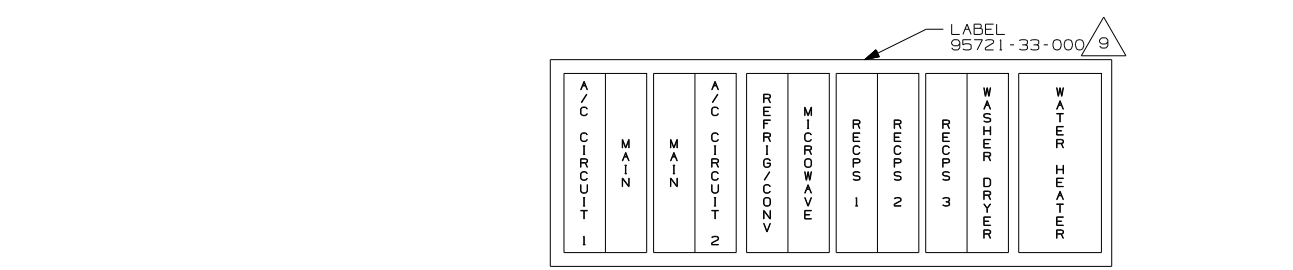 LABEL
95721-33-000
9
A/C CIRCUIT 1
MAIN
MAIN
A/C CIRCUIT 2
REFRIG/CONV
MICROWAVE
RECPS 1
RECPS 2
RECPS 3
WASHER DRYER
WATER HEATER